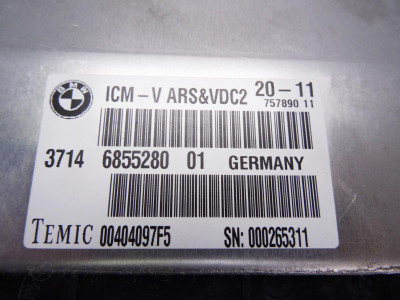 BMW
ICM-V ARS&VDC2 20-11
757890 11
3714 6855280 01 GERMANY
TEMIC 00404097F5 SN: 000265311